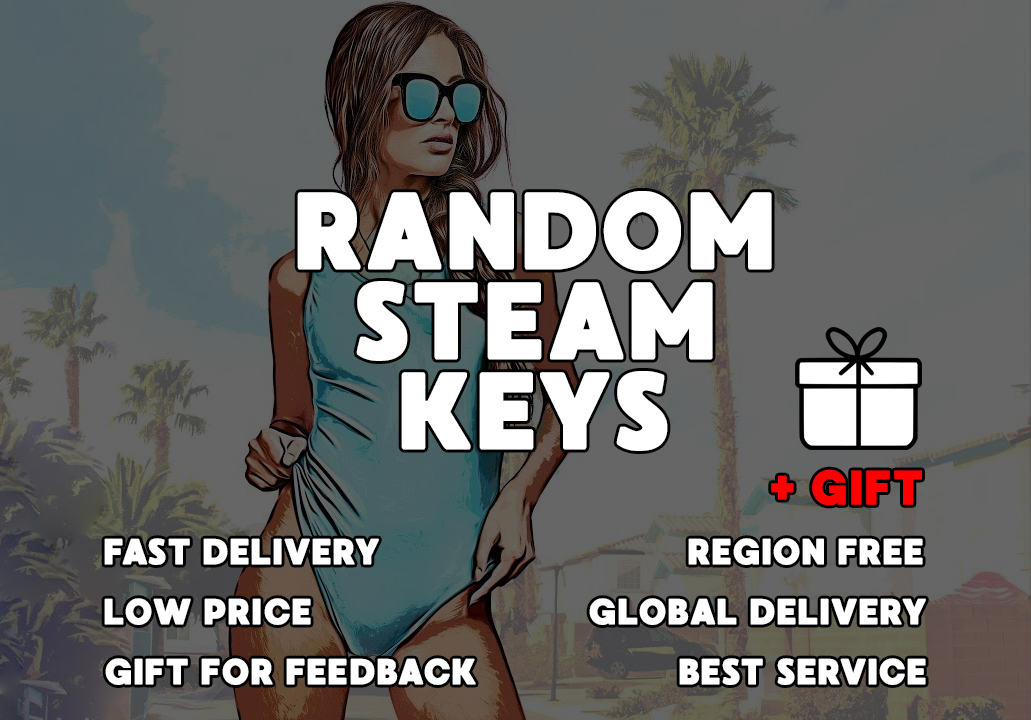 RANDOM
STEAM
KEYS
+ GIFT
FAST DELIVERY
LOW PRICE
GIFT FOR FEEDBACK
REGION FREE
GLOBAL DELIVERY
BEST SERVICE